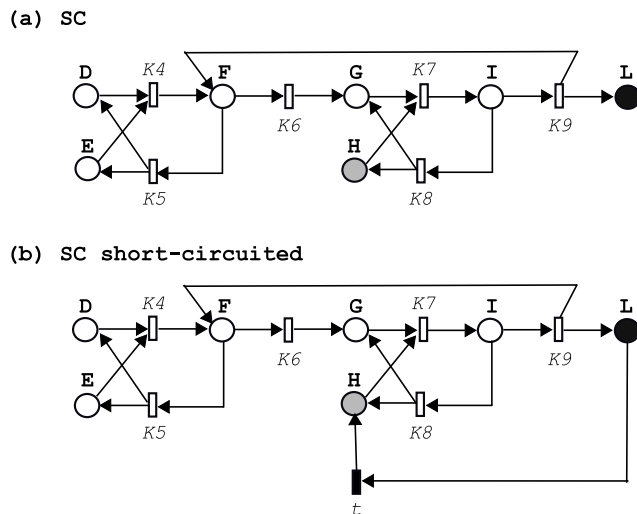 (a) SC
D K4 F G K7 I L
K6 K9
E H
K5 K8
(b) SC short-circuited
D K4 F G K7 I L
K6 K9
E H
K5 K8
t